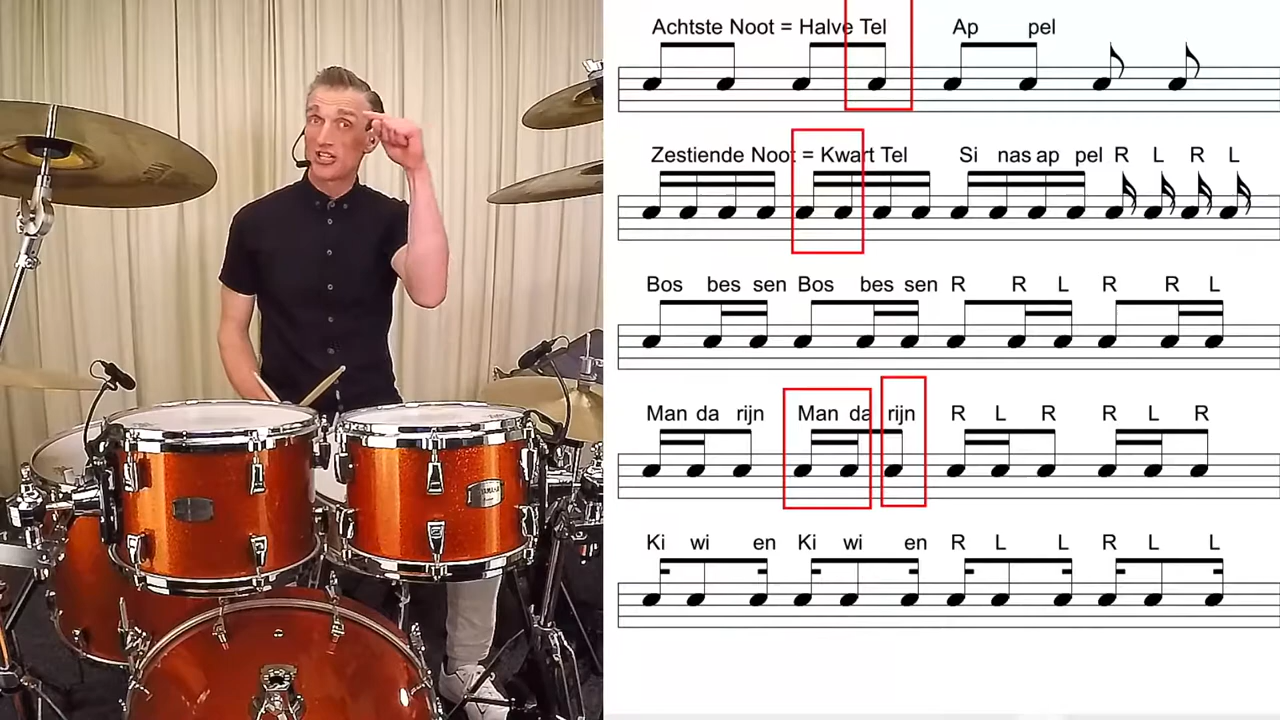 Achtste Noot = Halve Tel Ap pel
Zestiende Noot = Kwart Tel Si nas ap pel R L R L
Bos bes sen Bos bes sen R R L R R L
Man da rijn Man da rijn R L R R L R
Ki wi en Ki wi en R L L R L L
YAMAHA